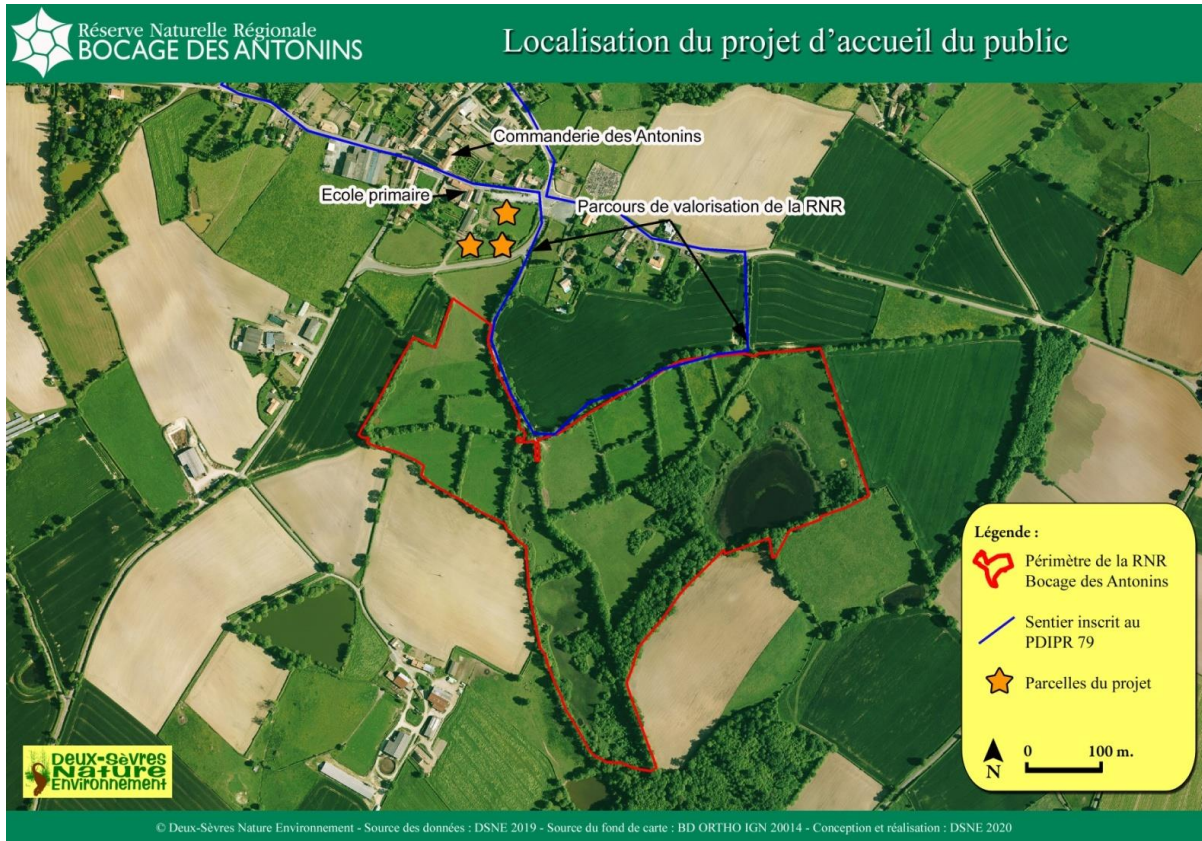 Réserve Naturelle Régionale
BOCAGE DES ANTONINS
Localisation du projet d'accueil du public
Commanderie des Antonins
Ecole primaire
Parcours de valorisation de la RNR
Légende :
Périmètre de la RNR
Bocage des Antonins
Sentier inscrit au
PDIPR 79
Parcelles du projet
0 100 m.
N
DEUX-SÈVRES
Nature
Environnement
© Deux-Sèvres Nature Environnement - Source des données : DSNE 2019 - Source du fond de carte : BD ORTHO IGN 20014 - Conception et réalisation : DSNE 2020